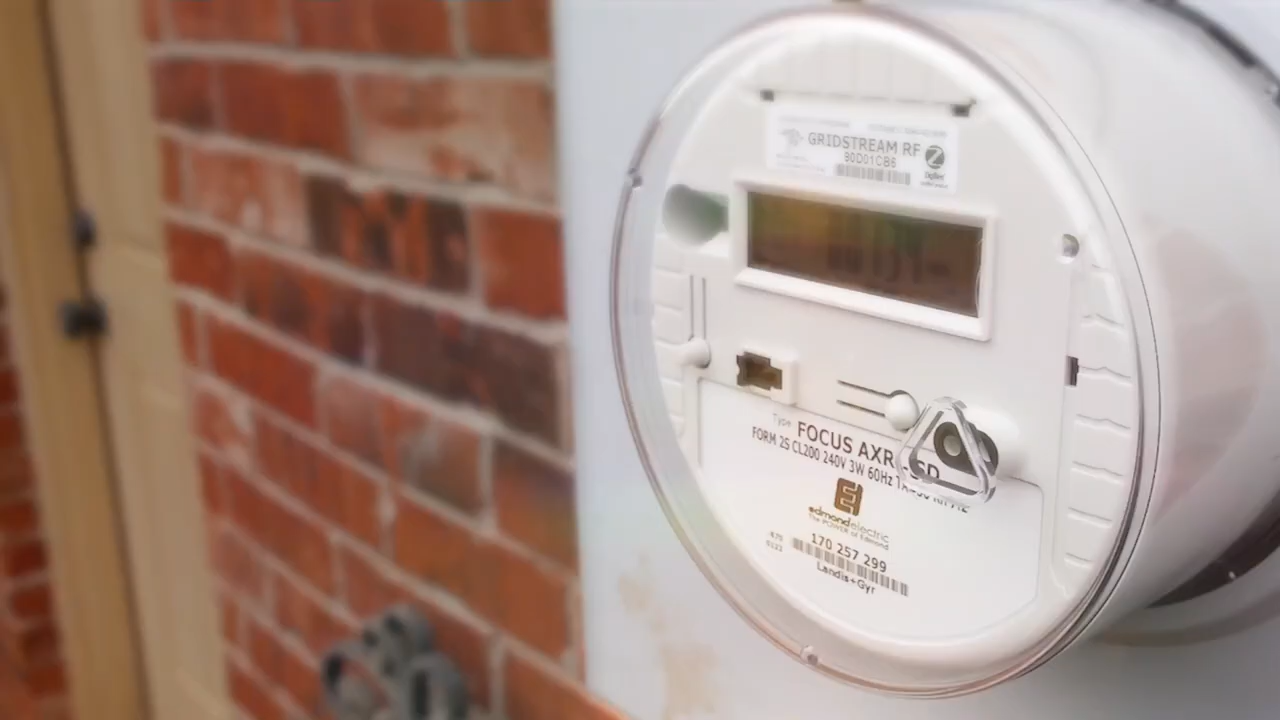 GRIDSTREAM RF
90D01CB6
ZigBee
Type FOCUS AXR-SD
FORM 2S CL200 240V 3W 60Hz
edmondelectric
The POWER of Edmond
170 257 299
Landis+Gyr